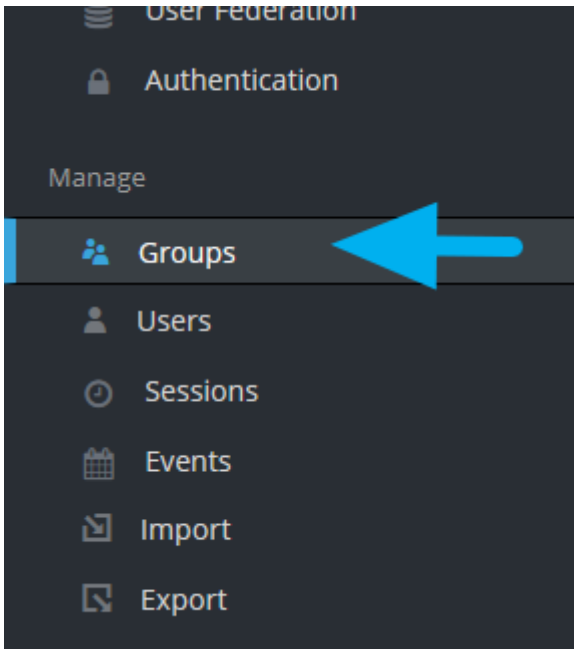 User Federation
Authentication
Manage
Groups
Users
Sessions
Events
Import
Export